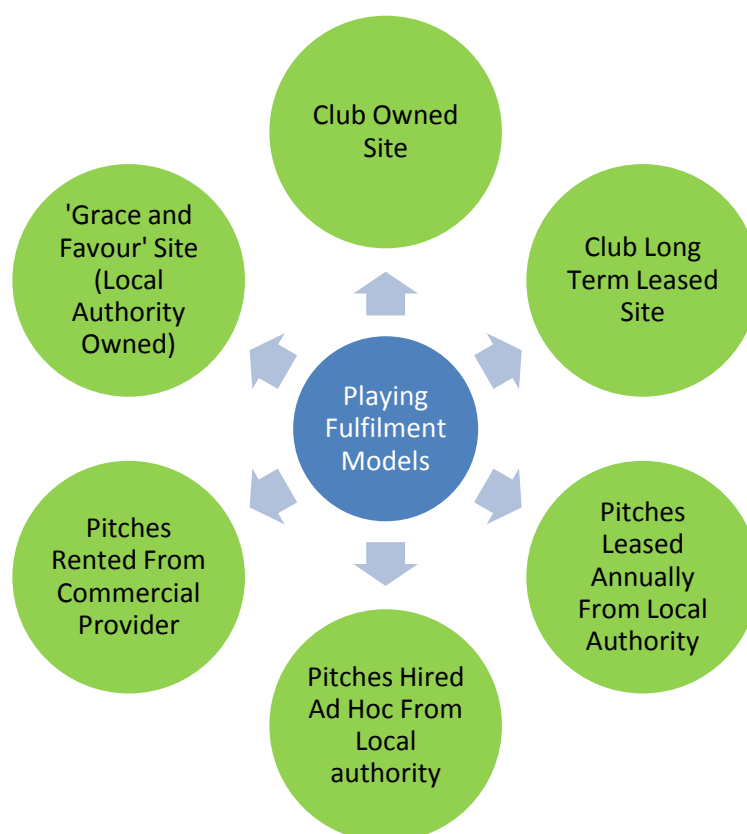 Club Owned
Site
'Grace and
Favour' Site
(Local
Authority
Owned)
Club Long
Term Leased
Site
Playing
Fulfilment
Models
Pitches
Rented From
Commercial
Provider
Pitches
Leased
Annually
From Local
Authority
Pitches Hired
Ad Hoc From
Local
authority